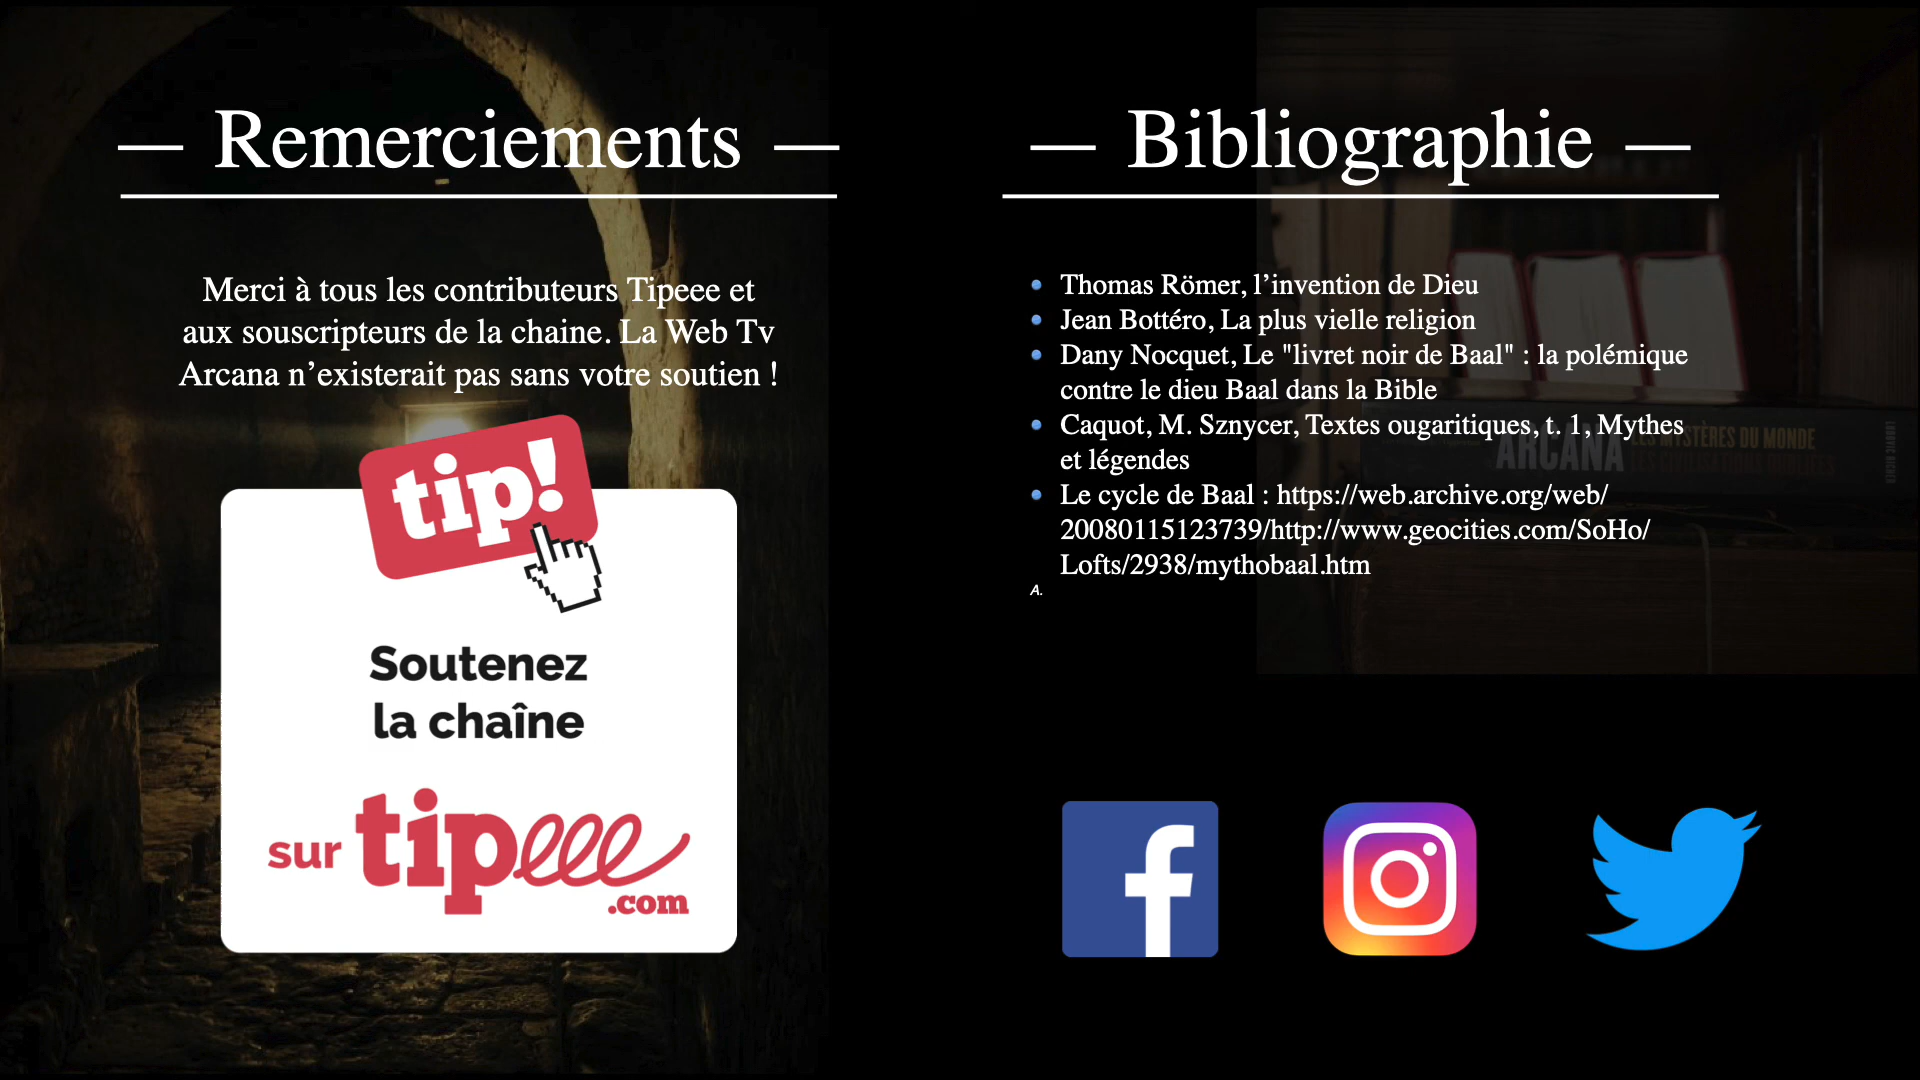 — Remerciements —
Merci à tous les contributeurs Tipeee et
aux souscripteurs de la chaine. La Web Tv
Arcana n’existerait pas sans votre soutien !
tip!
Soutenez
la chaîne
sur tipeee
.com
— Bibliographie —
Thomas Römer, l’invention de Dieu
Jean Bottéro, La plus vielle religion
Dany Nocquet, Le "livret noir de Baal" : la polémique
contre le dieu Baal dans la Bible
Caquot, M. Sznycer, Textes ougaritiques, t. 1, Mythes
et légendes
Le cycle de Baal : https://web.archive.org/web/
20080115123739/http://www.geocities.com/SoHo/
Lofts/2938/mythobaal.htm
A.
ARCANA LES MYSTÈRES DU MONDE